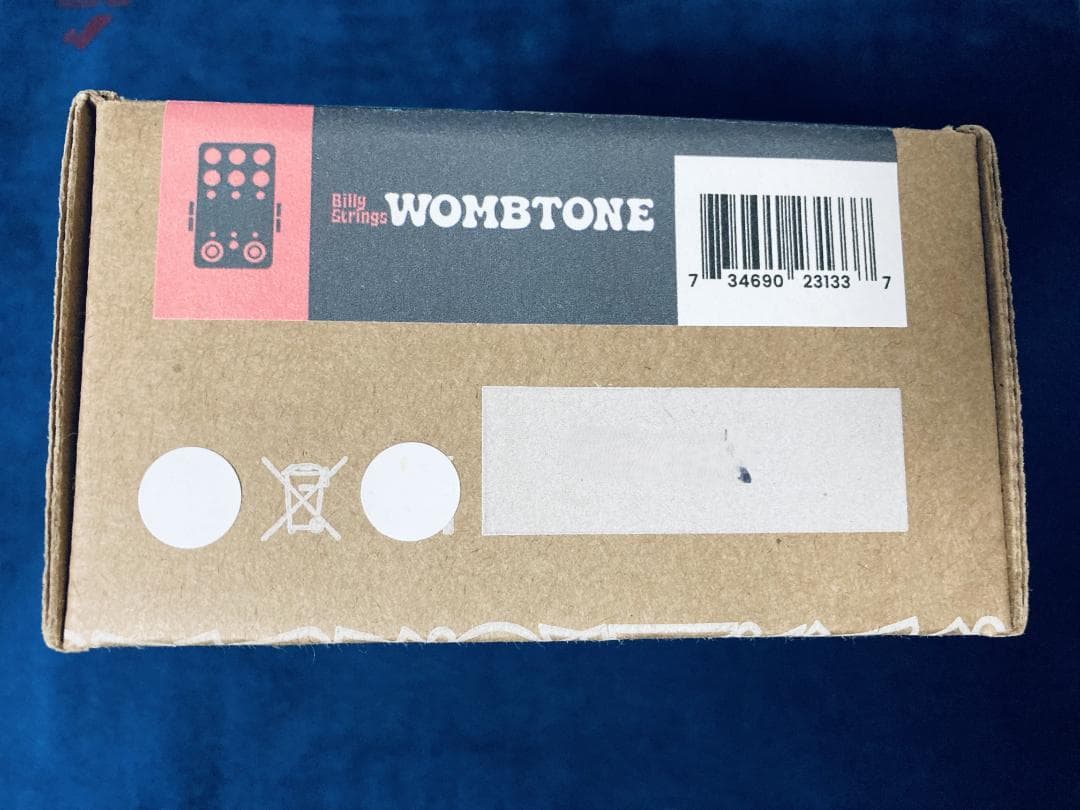 Billy
Strings WOMBTONE
7 34690 23133 7